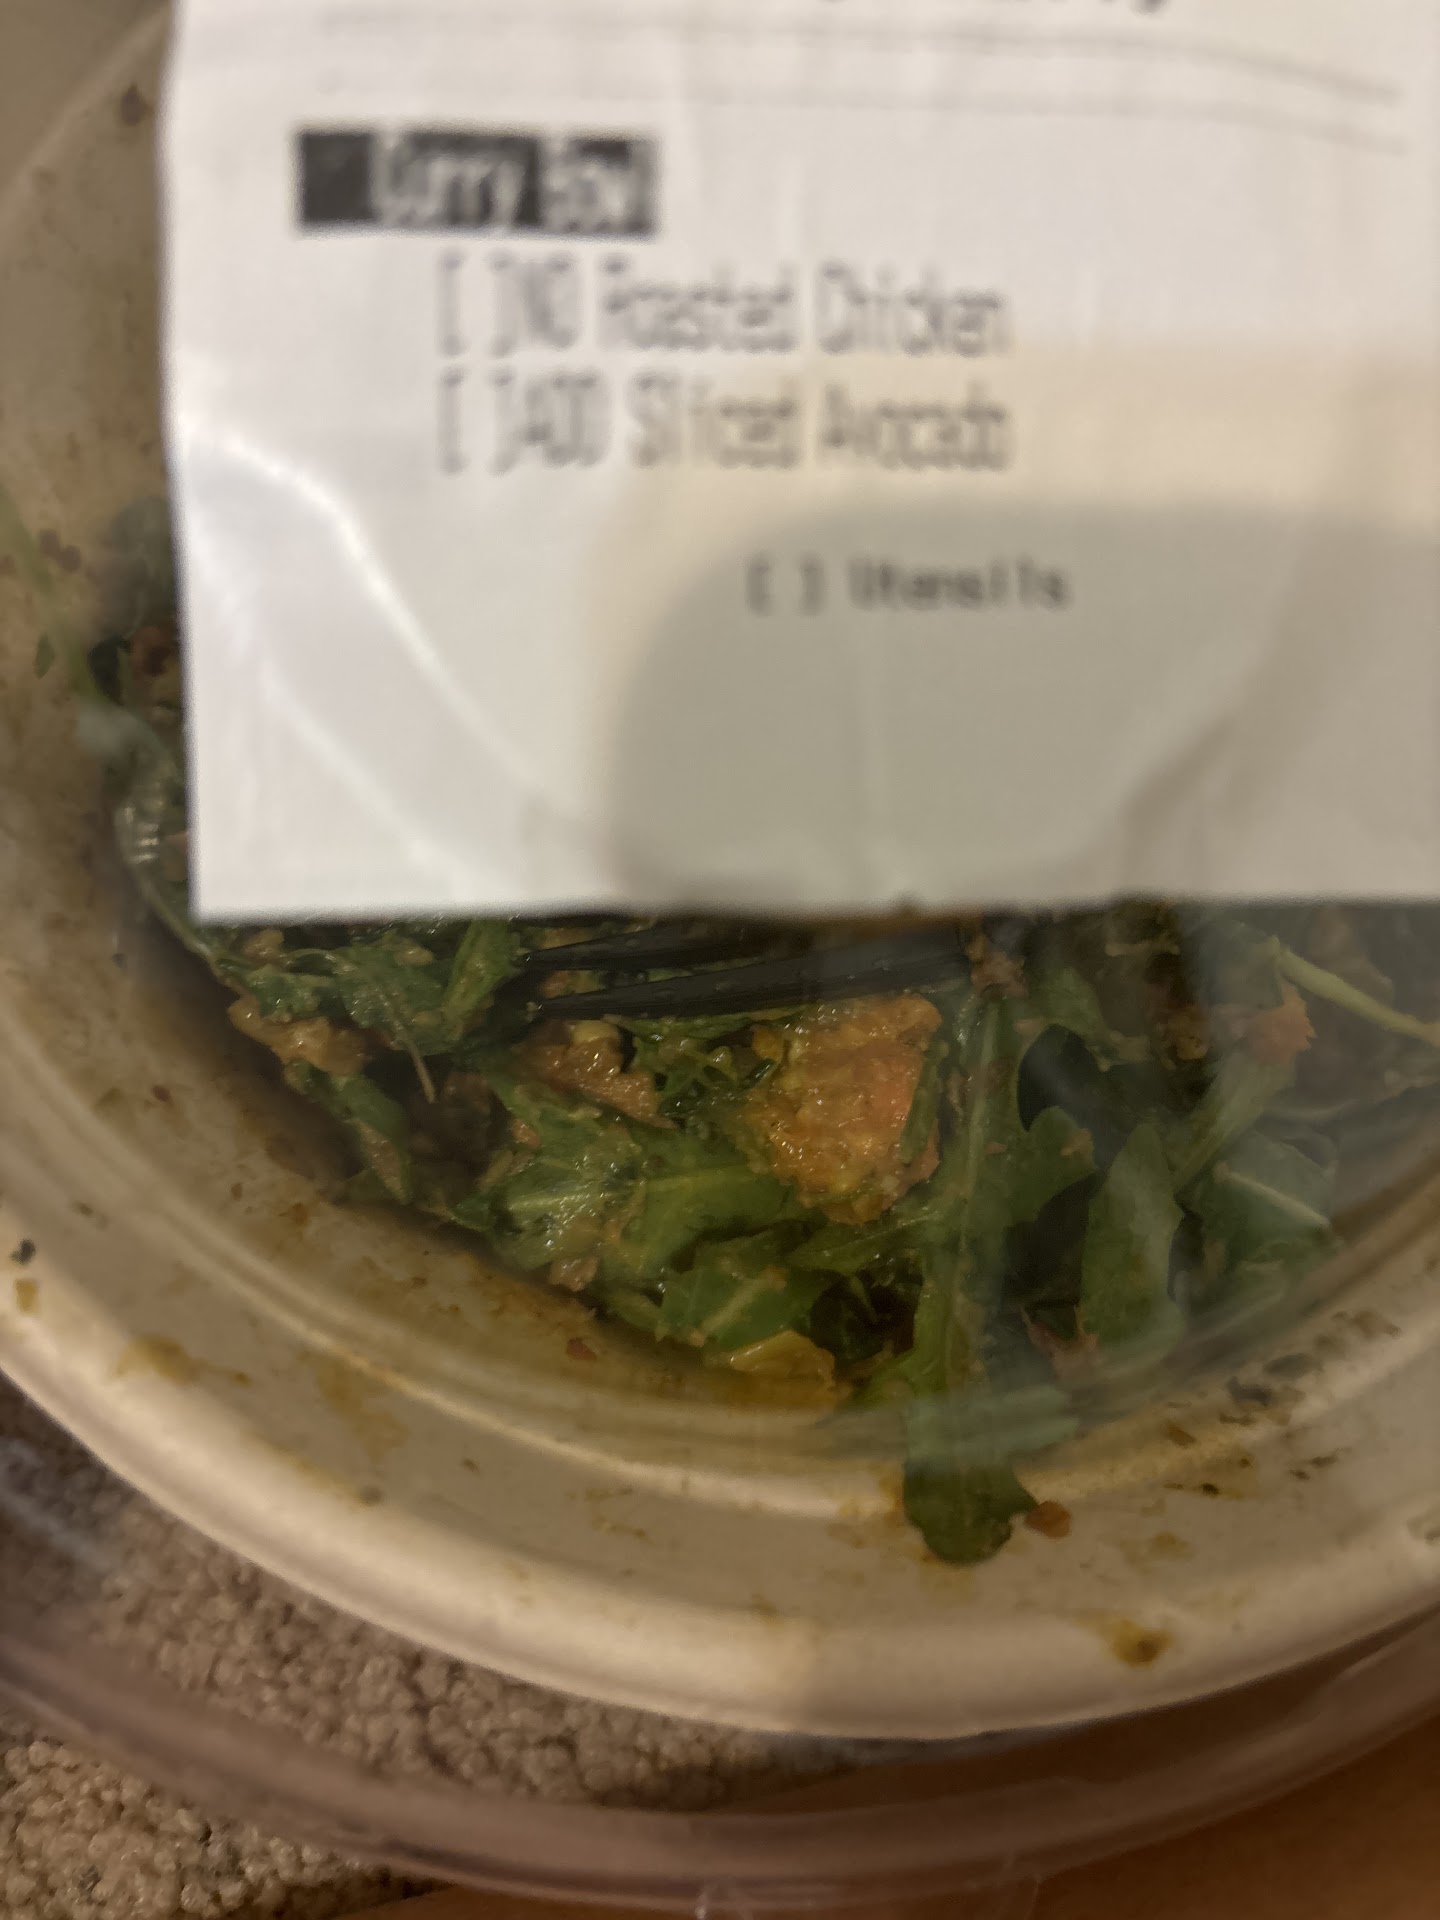 Curry Bowl
[ ]NO Roasted Chicken
[ ]ADD Sliced Avocado
[ ] Utensils